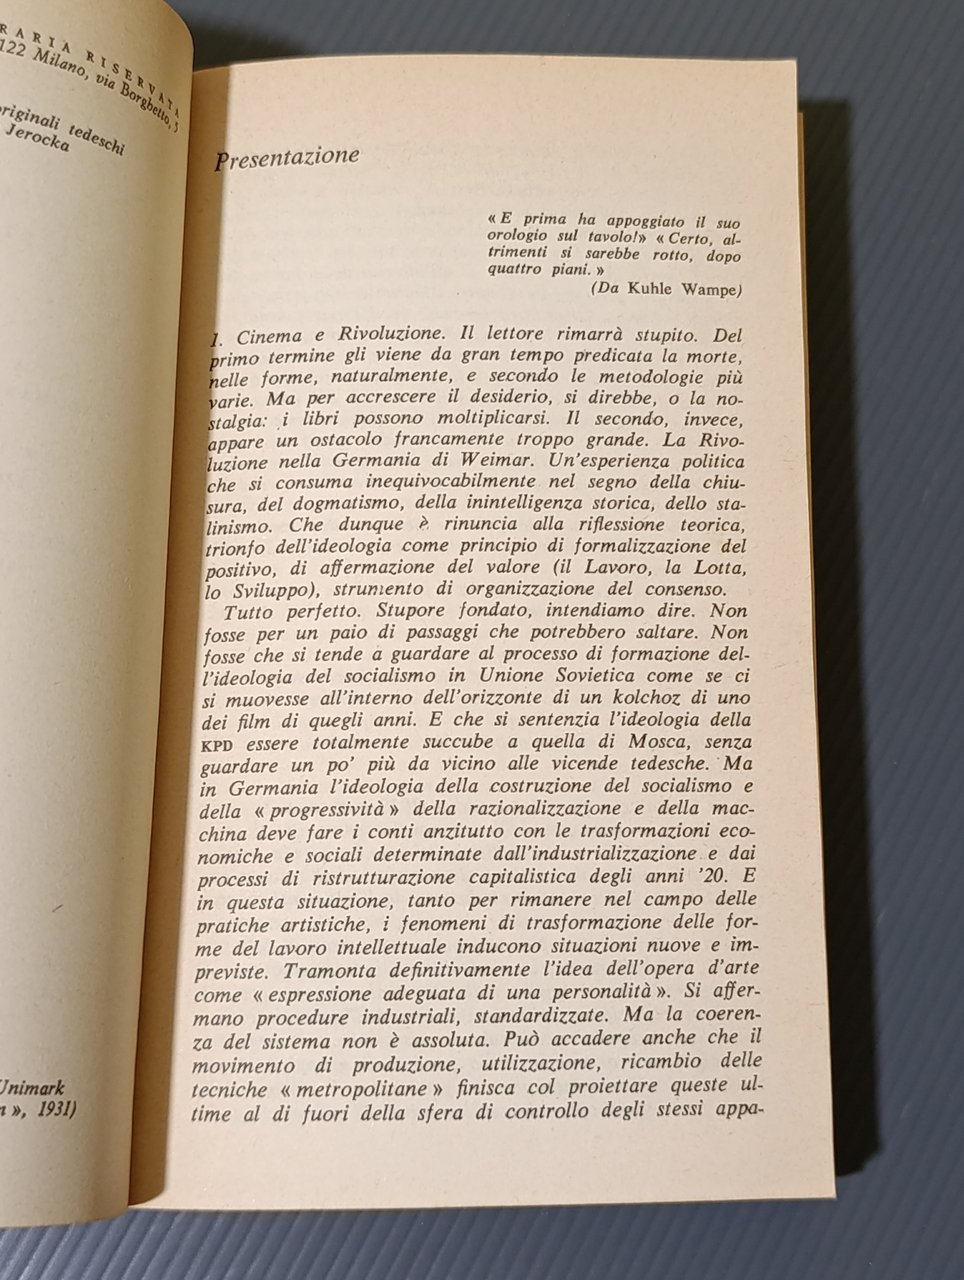 RARIA RISERVATA
122 Milano, via Borghetto, 5
originali tedeschi
Jerocka
Unimark
», 1931)
Presentazione
« E prima ha appoggiato il suo
orologio sul tavolo!» « Certo, al-
trimenti si sarebbe rotto, dopo
quattro piani. »
(Da Kuhle Wampe)
1. Cinema e Rivoluzione. Il lettore rimarrà stupito. Del
primo termine gli viene da gran tempo predicata la morte,
nelle forme, naturalmente, e secondo le metodologie più
varie. Ma per accrescere il desiderio, si direbbe, o la no-
stalgia: i libri possono moltiplicarsi. Il secondo, invece,
appare un ostacolo francamente troppo grande. La Rivo-
luzione nella Germania di Weimar. Un'esperienza politica
che si consuma inequivocabilmente nel segno della chiu-
sura, del dogmatismo, della inintelligenza storica, dello sta-
linismo. Che dunque è rinuncia alla riflessione teorica,
trionfo dell'ideologia come principio di formalizzazione del
positivo, di affermazione del valore (il Lavoro, la Lotta,
lo Sviluppo), strumento di organizzazione del consenso.
Tutto perfetto. Stupore fondato, intendiamo dire. Non
fosse per un paio di passaggi che potrebbero saltare. Non
fosse che si tende a guardare al processo di formazione del-
l'ideologia del socialismo in Unione Sovietica come se ci
si muovesse all'interno dell'orizzonte di un kolchoz di uno
dei film di quegli anni. E che si sentenzia l'ideologia della
KPD essere totalmente succube a quella di Mosca, senza
guardare un po' più da vicino alle vicende tedesche. Ma
in Germania l'ideologia della costruzione del socialismo e
della « progressività » della razionalizzazione e della mac-
china deve fare i conti anzitutto con le trasformazioni eco-
nomiche e sociali determinate dall'industrializzazione e dai
processi di ristrutturazione capitalistica degli anni '20. E
in questa situazione, tanto per rimanere nel campo delle
pratiche artistiche, i fenomeni di trasformazione delle for-
me del lavoro intellettuale inducono situazioni nuove e im-
previste. Tramonta definitivamente l'idea dell'opera d'arte
come « espressione adeguata di una personalità ». Si affer-
mano procedure industriali, standardizzate. Ma la coeren-
za del sistema non è assoluta. Può accadere anche che il
movimento di produzione, utilizzazione, ricambio delle
tecniche « metropolitane » finisca col proiettare queste ul-
time al di fuori della sfera di controllo degli stessi appa-